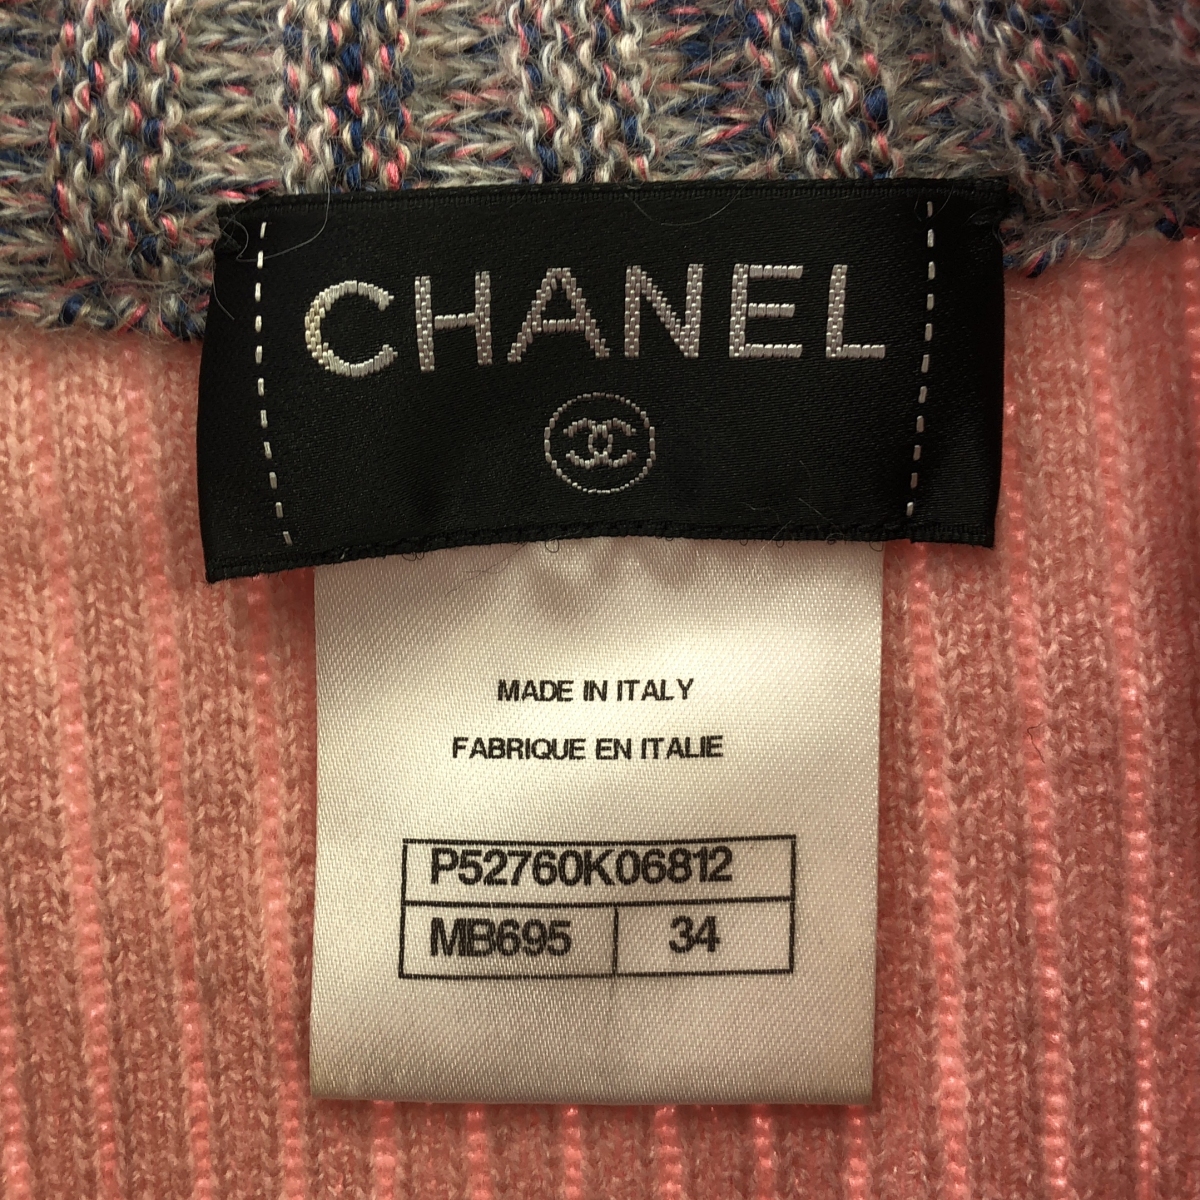 CHANEL
MADE IN ITALY
FABRIQUE EN ITALIE
P52760K06812
MB695 34